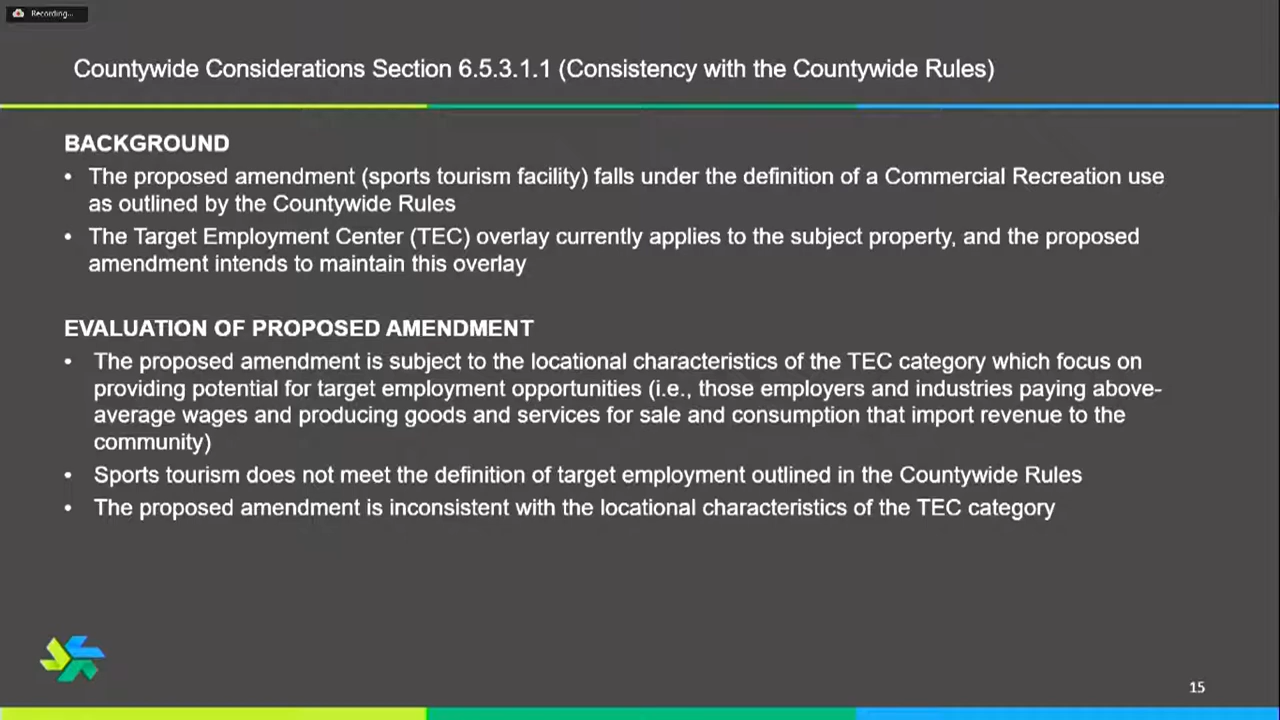 Recording...
Countywide Considerations Section 6.5.3.1.1 (Consistency with the Countywide Rules)
BACKGROUND
• The proposed amendment (sports tourism facility) falls under the definition of a Commercial Recreation use
as outlined by the Countywide Rules
• The Target Employment Center (TEC) overlay currently applies to the subject property, and the proposed
amendment intends to maintain this overlay
EVALUATION OF PROPOSED AMENDMENT
• The proposed amendment is subject to the locational characteristics of the TEC category which focus on
providing potential for target employment opportunities (i.e., those employers and industries paying above-
average wages and producing goods and services for sale and consumption that import revenue to the
community)
• Sports tourism does not meet the definition of target employment outlined in the Countywide Rules
• The proposed amendment is inconsistent with the locational characteristics of the TEC category
15